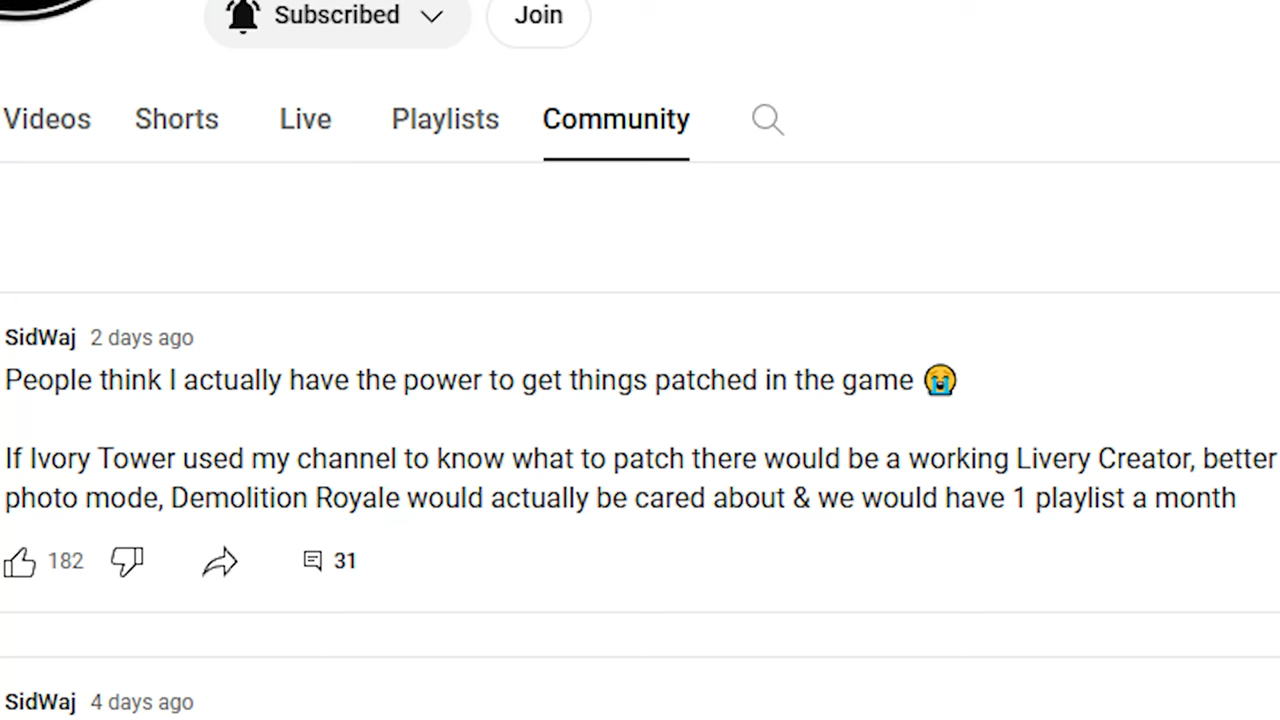 Subscribed
Join
Videos Shorts Live Playlists Community
SidWaj 2 days ago
People think I actually have the power to get things patched in the game 😭
If Ivory Tower used my channel to know what to patch there would be a working Livery Creator, better
photo mode, Demolition Royale would actually be cared about & we would have 1 playlist a month
182 31
SidWaj 4 days ago